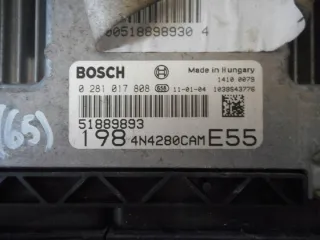 00518898930 4
BOSCH
Made in Hungary
1410 0079
0 281 017 808 656 11-01-04 1039S43776
51889893
198 4N4280CAM E55
(65)